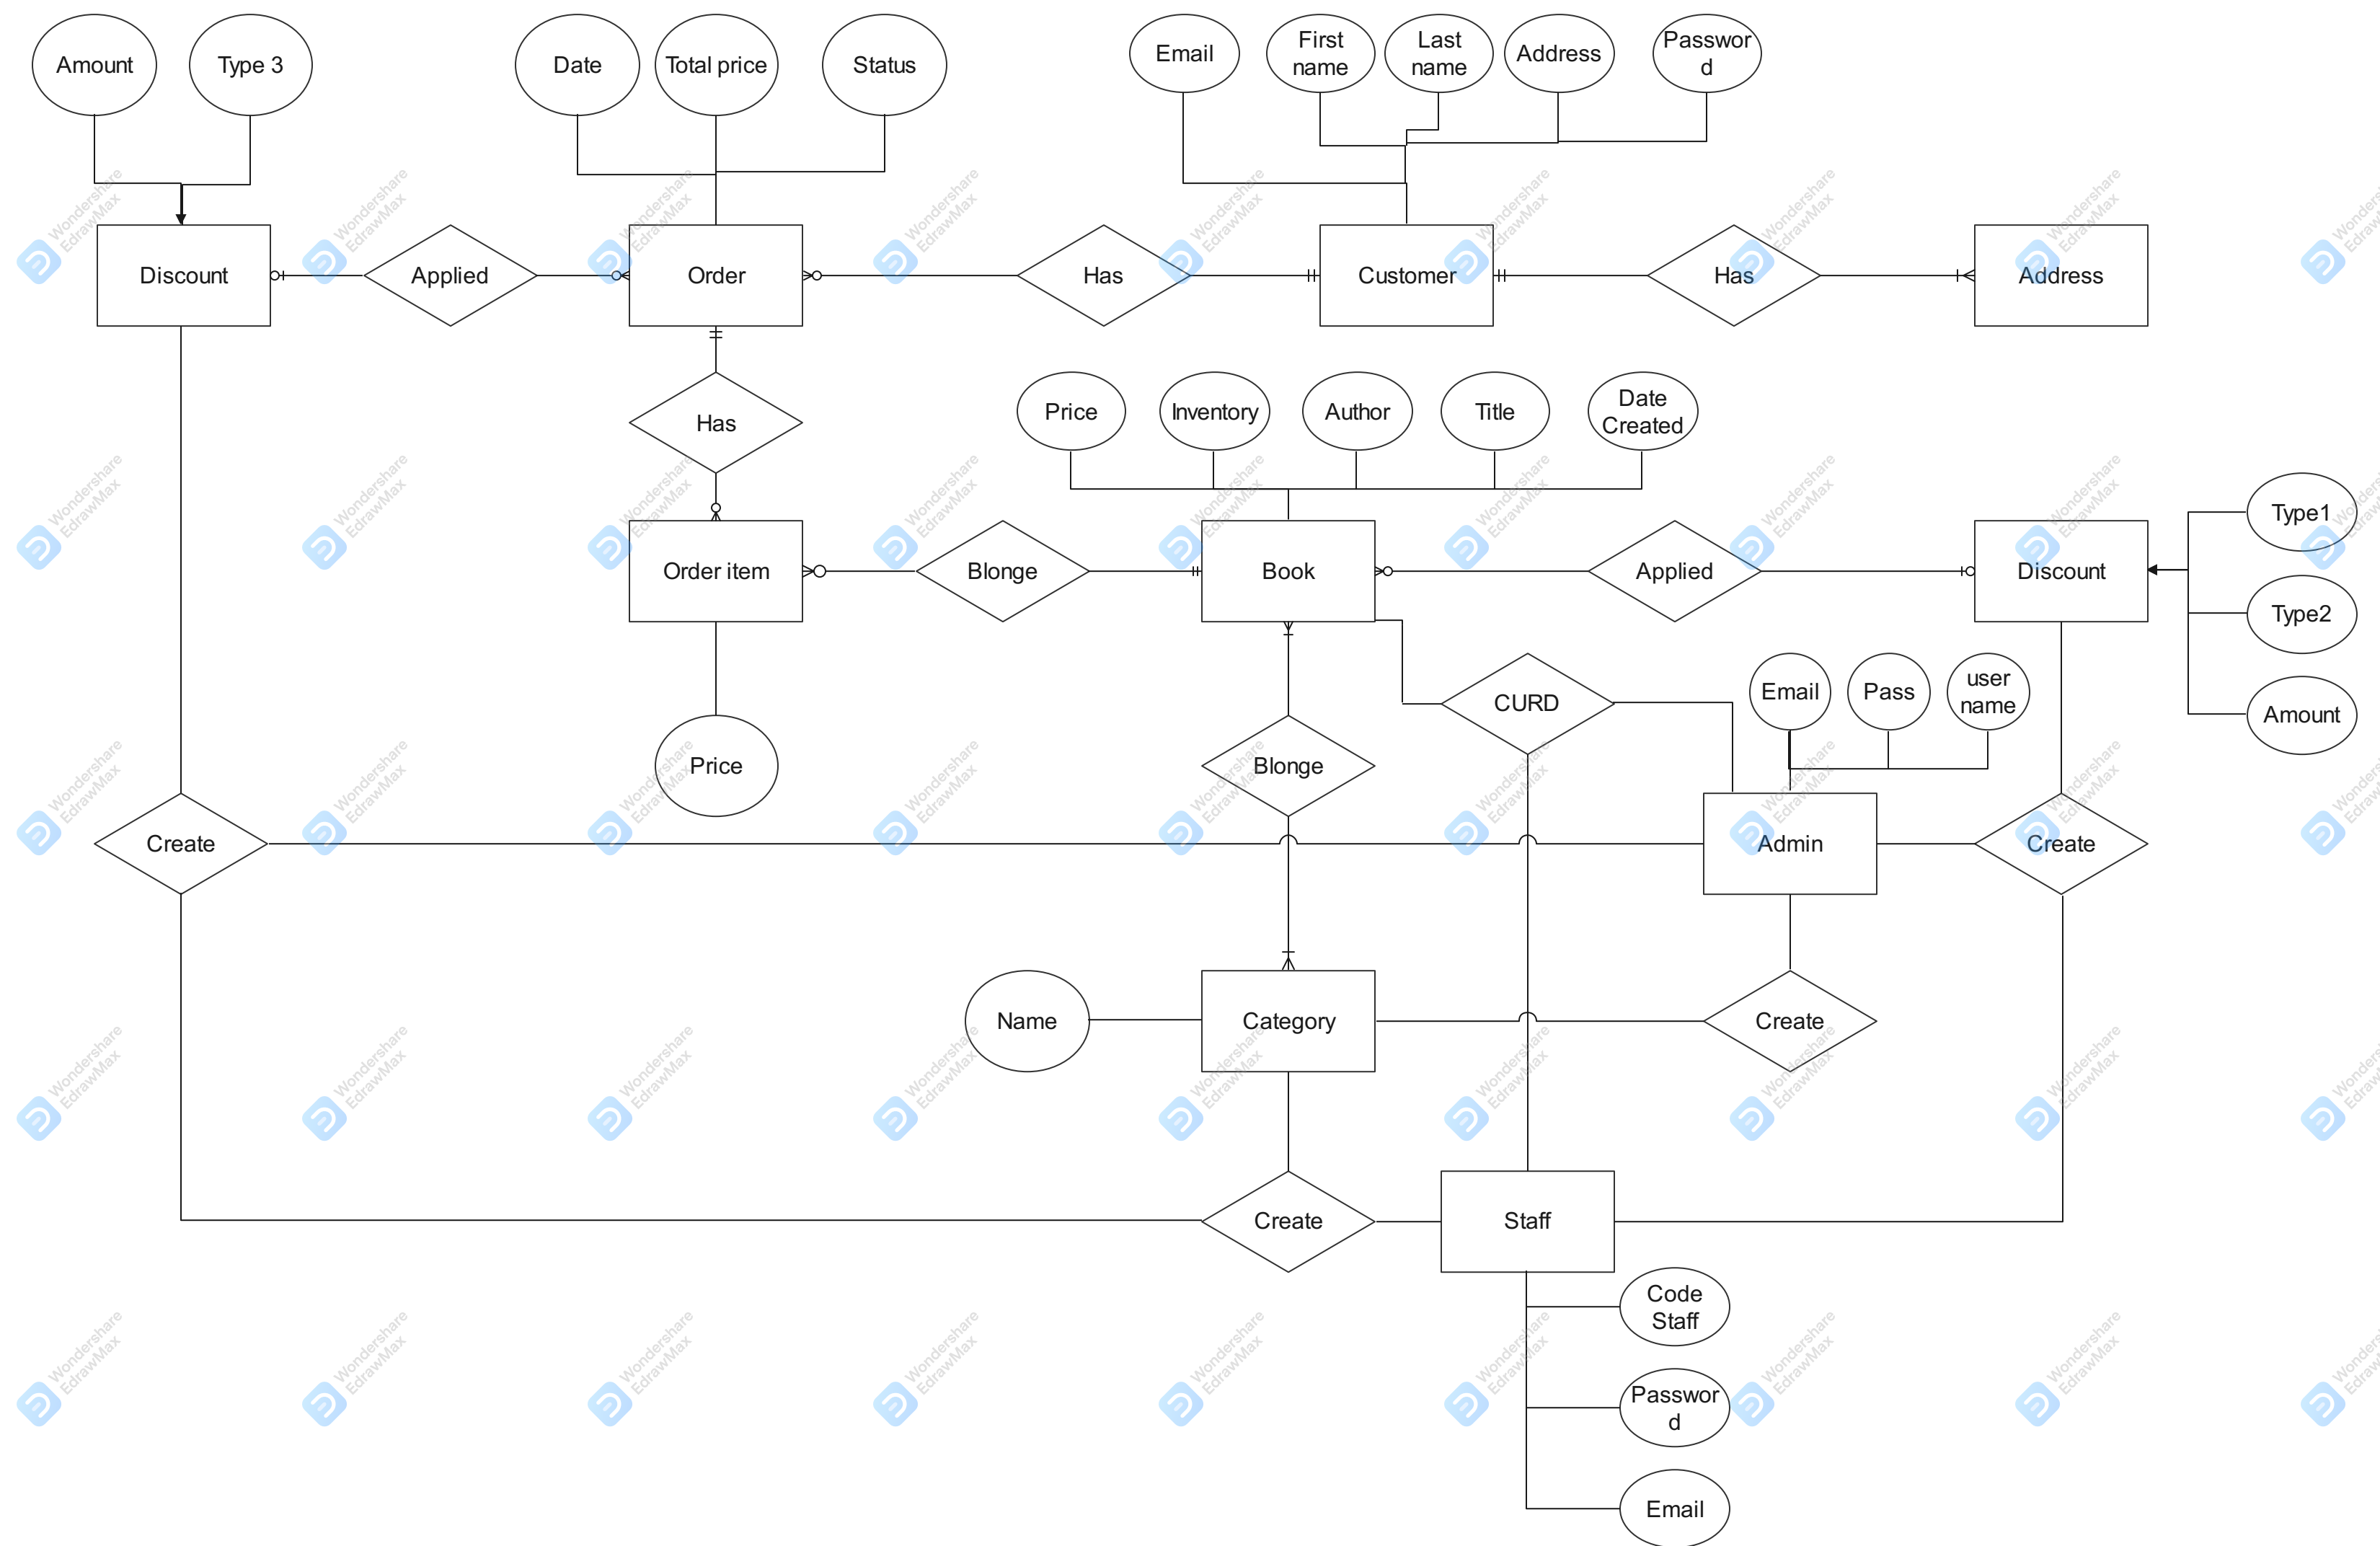 Amount
Type 3
Date
Total price
Status
Email
First
name
Last
name
Address
Passwor
d
Discount
Applied
Order
Has
Customer
Has
Address
Has
Price
Inventory
Author
Title
Date
Created
Order item
Blonge
Book
Applied
Discount
Type1
Type2
Amount
CURD
Email
Pass
user
name
Price
Blonge
Create
Admin
Create
Name
Category
Create
Create
Staff
Code
Staff
Passwor
d
Email
Wondershare
EdrawMax